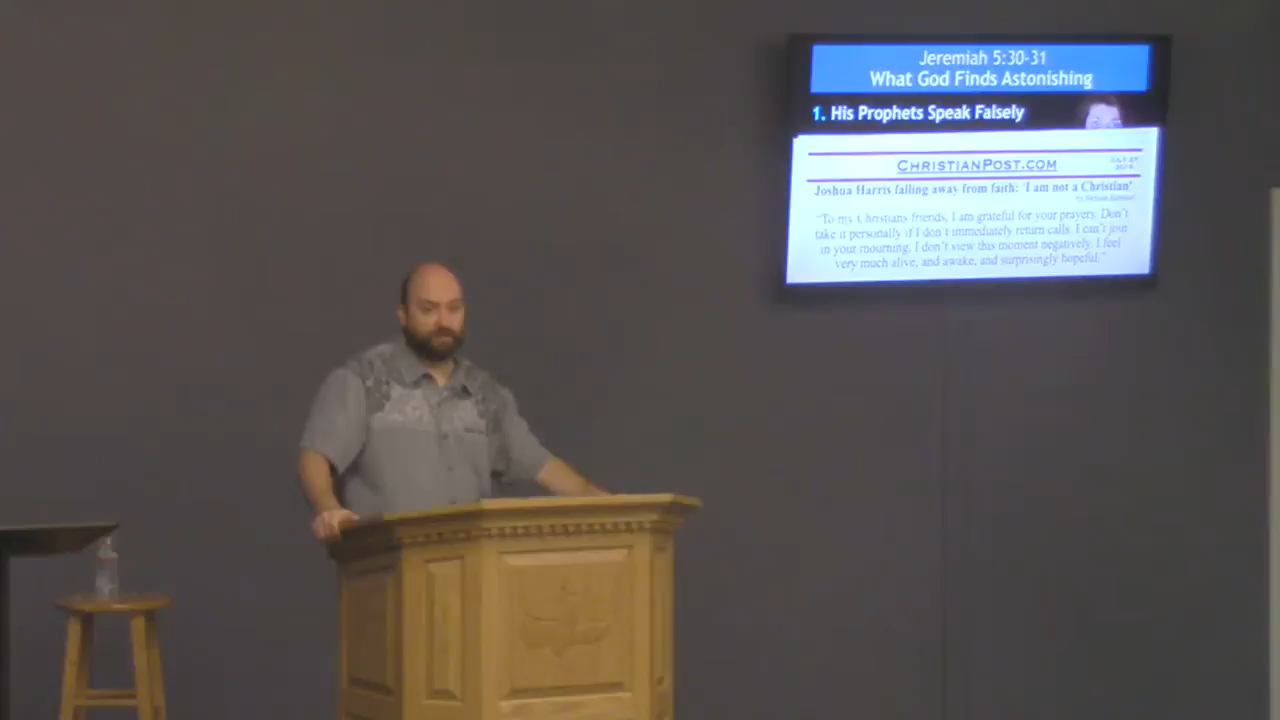 Jeremiah 5:30-31
What God Finds Astonishing
1. His Prophets Speak Falsely
CHRISTIANPOST.COM
JULY 27,
Joshua Harris falling away from faith: 'I am not a Christian'
by
"To my Christians friends, I am grateful for your prayers. Don't
take it personally if I don't immediately return calls. I can't join
in your mourning. I don't view this moment negatively. I feel
very much alive, and awake, and surprisingly hopeful."